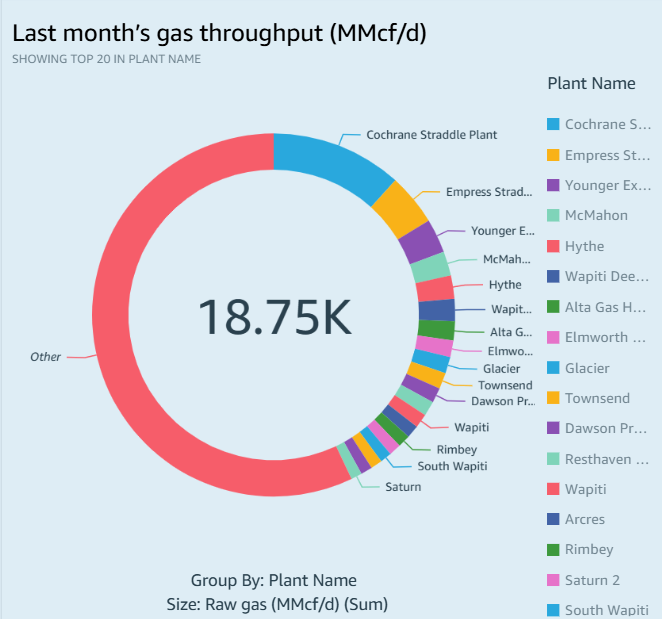 Last month’s gas throughput (MMcf/d)
SHOWING TOP 20 IN PLANT NAME
Cochrane Straddle Plant
Empress Strad...
Younger E...
McMah...
Hythe
Wapit...
Alta G...
Elmwo...
Glacier
Townsend
Dawson Pr...
Wapiti
Rimbey
South Wapiti
Saturn
Other
18.75K
Group By: Plant Name
Size: Raw gas (MMcf/d) (Sum)
Plant Name
Cochrane S...
Empress St...
Younger Ex...
McMahon
Hythe
Wapiti Dee...
Alta Gas H...
Elmworth ...
Glacier
Townsend
Dawson Pr...
Resthaven ...
Wapiti
Arcres
Rimbey
Saturn 2
South Wapiti